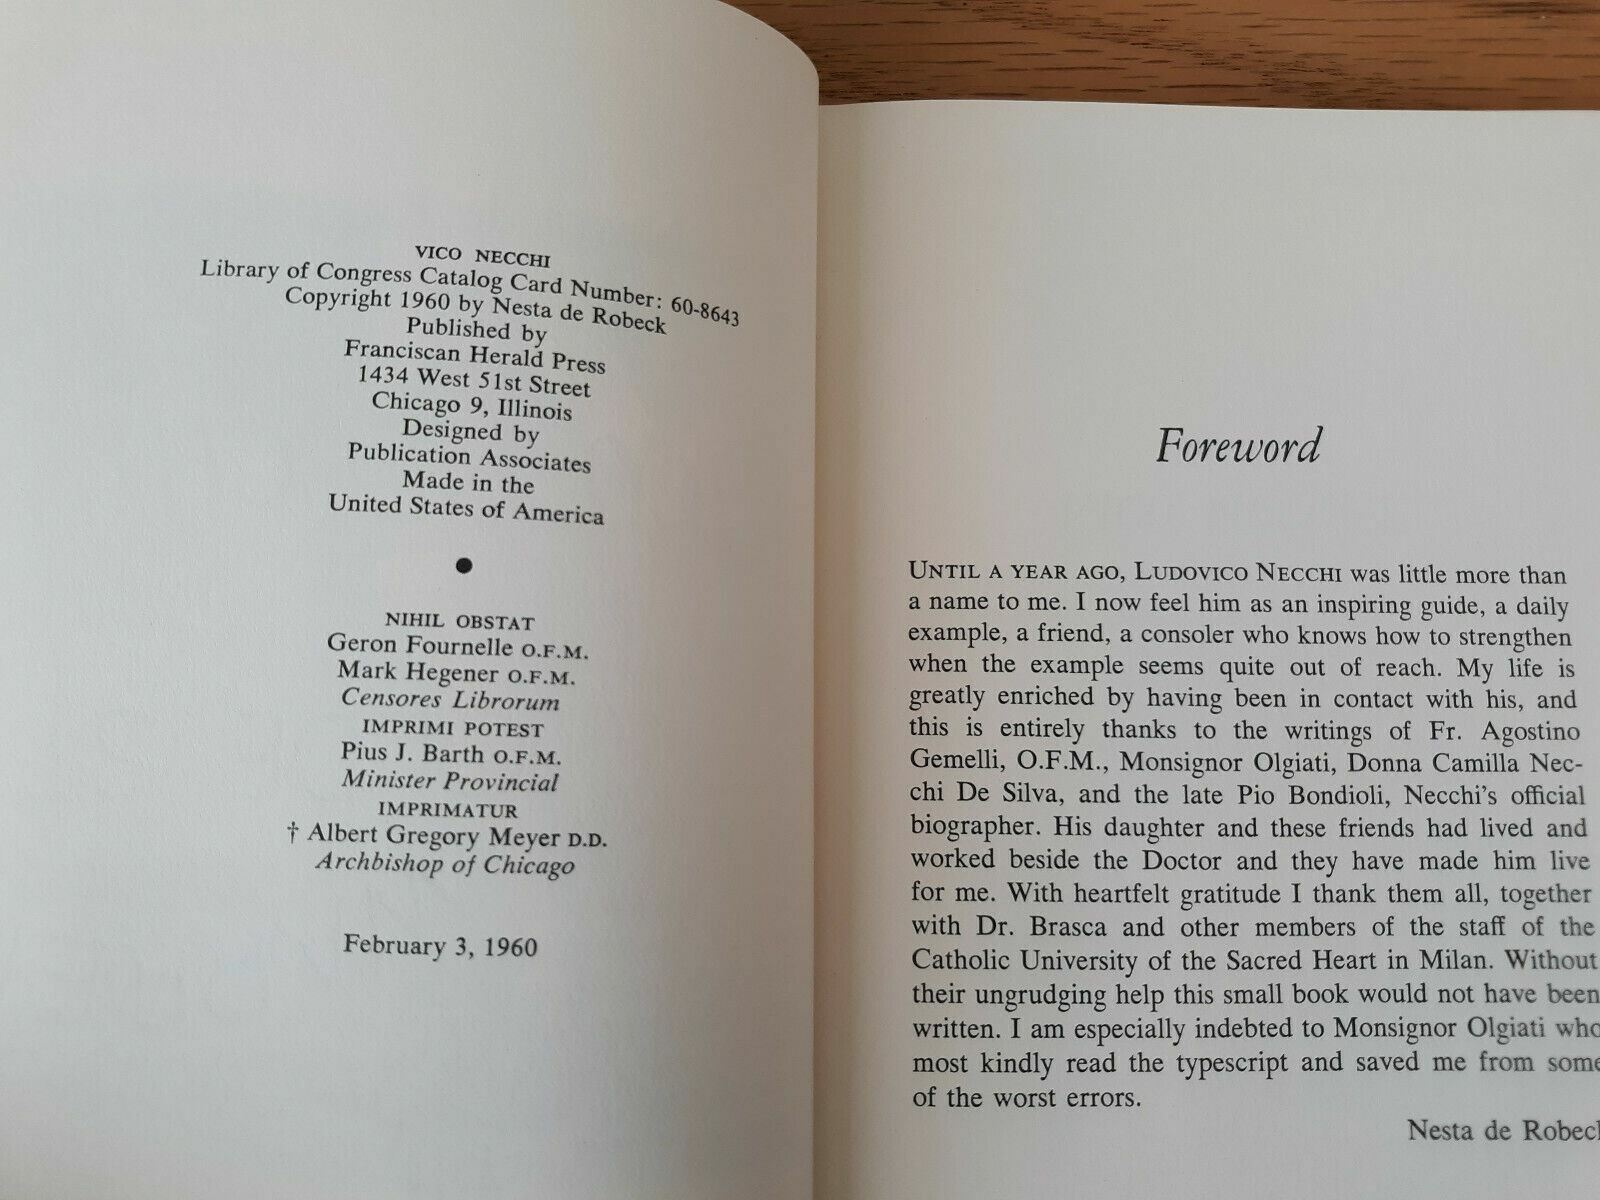 VICO NECCHI
Library of Congress Catalog Card Number: 60-8643
Copyright 1960 by Nesta de Robeck
Published by
Franciscan Herald Press
1434 West 51st Street
Chicago 9, Illinois
Designed by
Publication Associates
Made in the
United States of America
●
NIHIL OBSTAT
Geron Fournelle O.F.M.
Mark Hegener O.F.M.
Censores Librorum
IMPRIMI POTEST
Pius J. Barth O.F.M.
Minister Provincial
IMPRIMATUR
† Albert Gregory Meyer D.D.
Archbishop of Chicago
February 3, 1960
Foreword
UNTIL A YEAR AGO, LUDOVICO NECCHI was little more than
a name to me. I now feel him as an inspiring guide, a daily
example, a friend, a consoler who knows how to strengthen
when the example seems quite out of reach. My life is
greatly enriched by having been in contact with his, and
this is entirely thanks to the writings of Fr. Agostino
Gemelli, O.F.M., Monsignor Olgiati, Donna Camilla Nec-
chi De Silva, and the late Pio Bondioli, Necchi's official
biographer. His daughter and these friends had lived and
worked beside the Doctor and they have made him live
for me. With heartfelt gratitude I thank them all, together
with Dr. Brasca and other members of the staff of the
Catholic University of the Sacred Heart in Milan. Without
their ungrudging help this small book would not have been
written. I am especially indebted to Monsignor Olgiati who
most kindly read the typescript and saved me from some
of the worst errors.
Nesta de Robeck